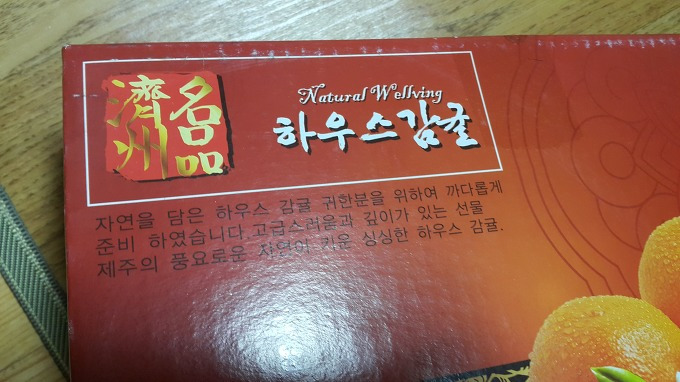 濟州
名品
Natural Wellving
하우스감귤
자연을 담은 하우스 감귤 귀한분을 위하여 까다롭게
준비 하였습니다.고급스러움과 깊이가 있는 선물
제주의 풍요로운 자연이 키운 싱싱한 하우스 감귤.